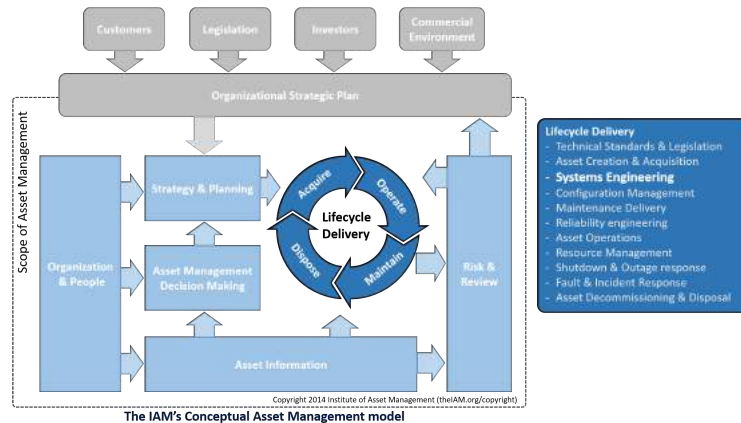 Customers
Legislation
Investors
Commercial
Environment
Organizational Strategic Plan
Scope of Asset Management
Strategy & Planning
Acquire
Operate
Lifecycle
Delivery
Dispose
Maintain
Organization
& People
Asset Management
Decision Making
Risk &
Review
Asset Information
Copyright 2014 Institute of Asset Management (theIAM.org/copyright)
The IAM's Conceptual Asset Management model
Lifecycle Delivery
- Technical Standards & Legislation
- Asset Creation & Acquisition
- Systems Engineering
- Configuration Management
- Maintenance Delivery
- Reliability engineering
- Asset Operations
- Resource Management
- Shutdown & Outage response
- Fault & Incident Response
- Asset Decommissioning & Disposal